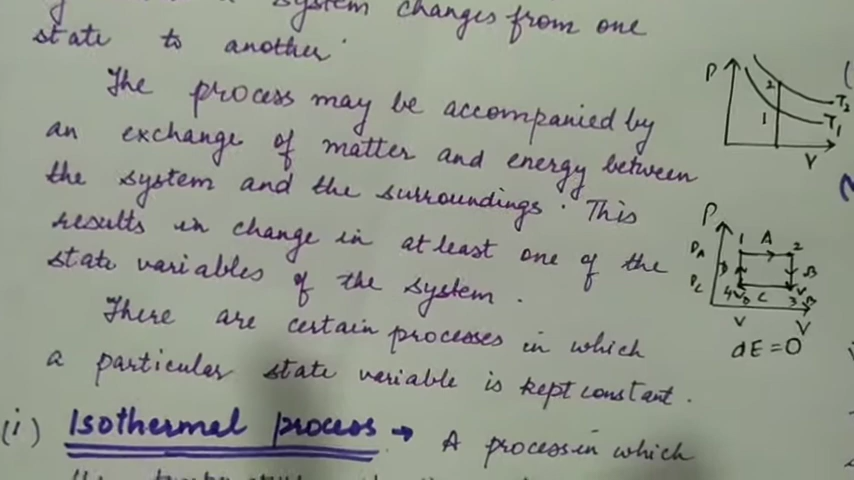 system changes from one
state to another.
The process may be accompanied by
an exchange of matter and energy between
the system and the surroundings. This
results in change in at least one of the
state variables of the system.
There are certain processes in which
a particular state variable is kept constant.
(i) Isothermal process → A process in which
P
2
T2
1
T1
V
P
1 A 2
PA
D B
PC
4 C 3
V V
dE = 0